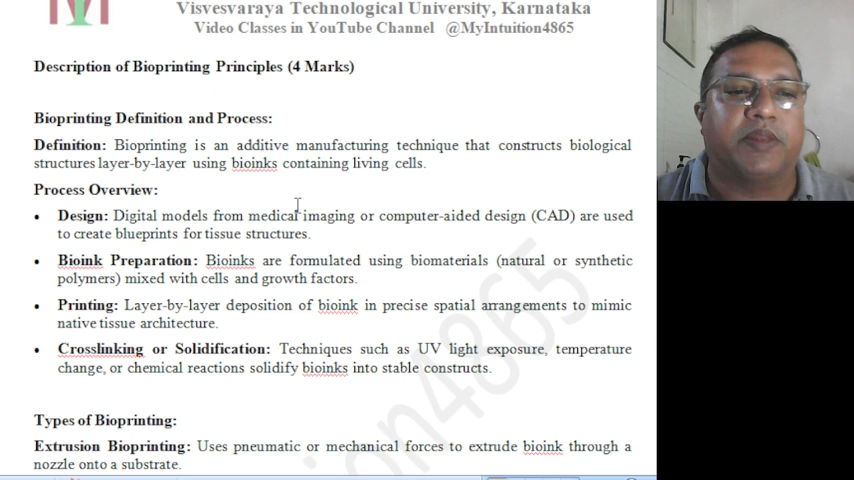 Visvesvaraya Technological University, Karnataka
Video Classes in YouTube Channel @MyIntuition4865
Description of Bioprinting Principles (4 Marks)
Bioprinting Definition and Process:
Definition: Bioprinting is an additive manufacturing technique that constructs biological
structures layer-by-layer using bioinks containing living cells.
Process Overview:
• Design: Digital models from medical imaging or computer-aided design (CAD) are used
to create blueprints for tissue structures.
• Bioink Preparation: Bioinks are formulated using biomaterials (natural or synthetic
polymers) mixed with cells and growth factors.
• Printing: Layer-by-layer deposition of bioink in precise spatial arrangements to mimic
native tissue architecture.
• Crosslinking or Solidification: Techniques such as UV light exposure, temperature
change, or chemical reactions solidify bioinks into stable constructs.
Types of Bioprinting:
Extrusion Bioprinting: Uses pneumatic or mechanical forces to extrude bioink through a
nozzle onto a substrate.
ion4865